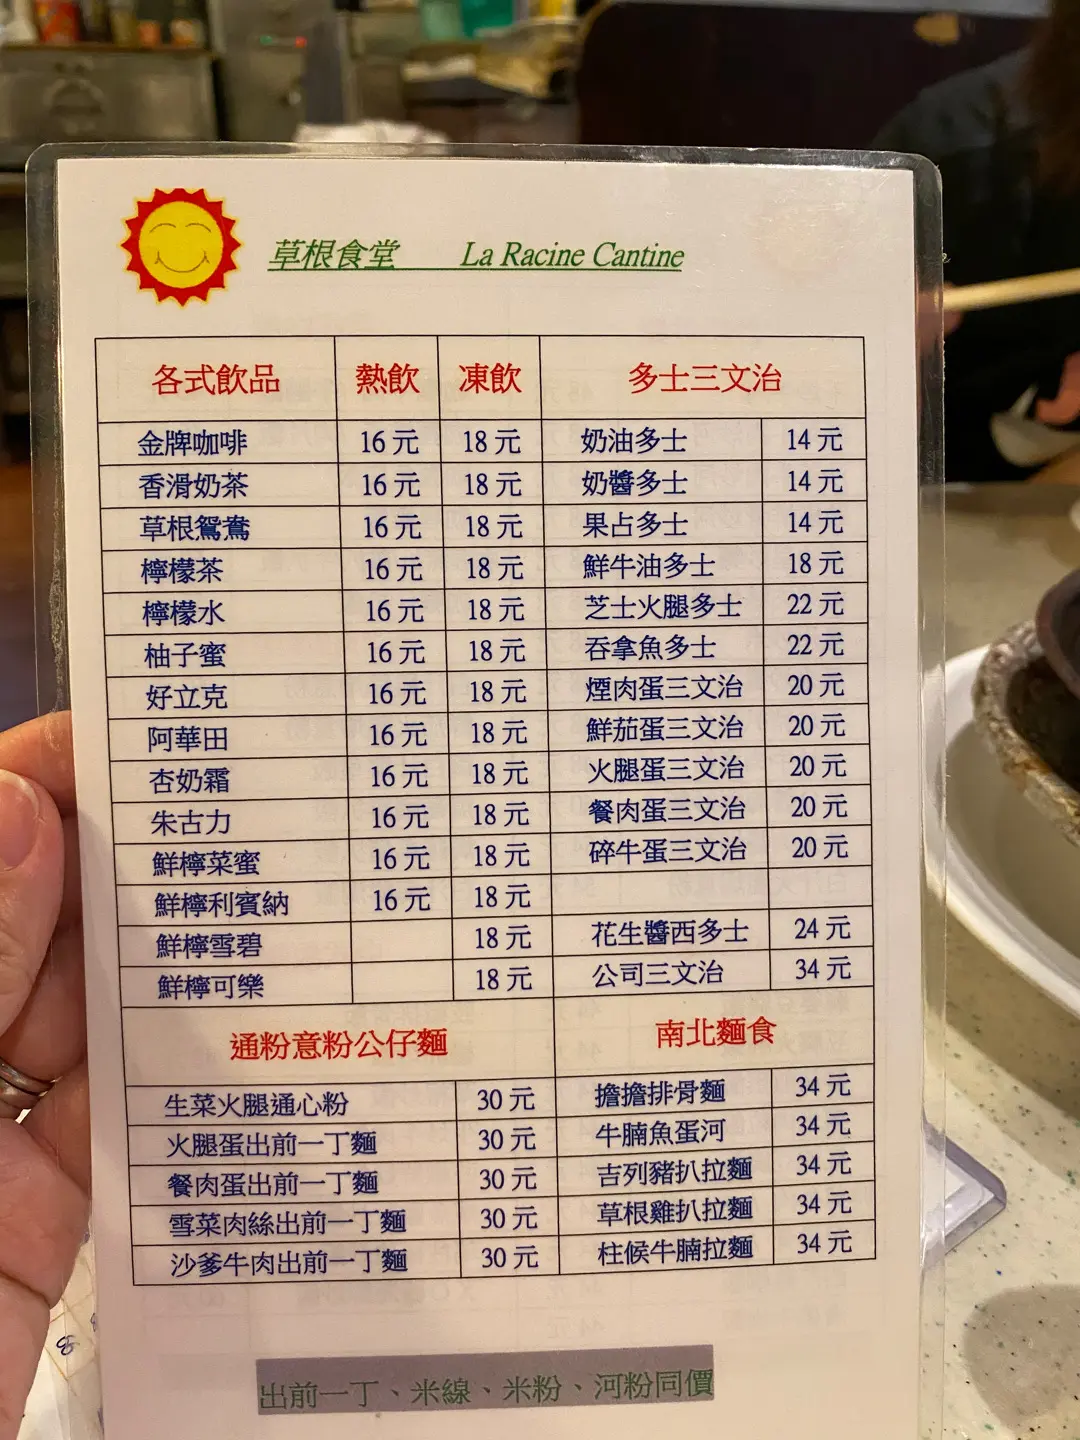 草根食堂 La Racine Cantine
各式飲品 熱飲 凍飲 多士三文治
金牌咖啡 16元 18元 奶油多士 14元
香滑奶茶 16元 18元 奶醬多士 14元
草根鴛鴦 16元 18元 果占多士 14元
檸檬茶 16元 18元 鮮牛油多士 18元
檸檬水 16元 18元 芝士火腿多士 22元
柚子蜜 16元 18元 吞拿魚多士 22元
好立克 16元 18元 煙肉蛋三文治 20元
阿華田 16元 18元 鮮茄蛋三文治 20元
杏奶霜 16元 18元 火腿蛋三文治 20元
朱古力 16元 18元 餐肉蛋三文治 20元
鮮檸菜蜜 16元 18元 碎牛蛋三文治 20元
鮮檸利賓納 16元 18元
鮮檸雪碧 18元 花生醬西多士 24元
鮮檸可樂 18元 公司三文治 34元
通粉意粉公仔麵 南北麵食
生菜火腿通心粉 30元 擔擔排骨麵 34元
火腿蛋出前一丁麵 30元 牛腩魚蛋河 34元
餐肉蛋出前一丁麵 30元 吉列豬扒拉麵 34元
雪菜肉絲出前一丁麵 30元 草根雞扒拉麵 34元
沙爹牛肉出前一丁麵 30元 柱候牛腩拉麵 34元
出前一丁、米線、米粉、河粉同價